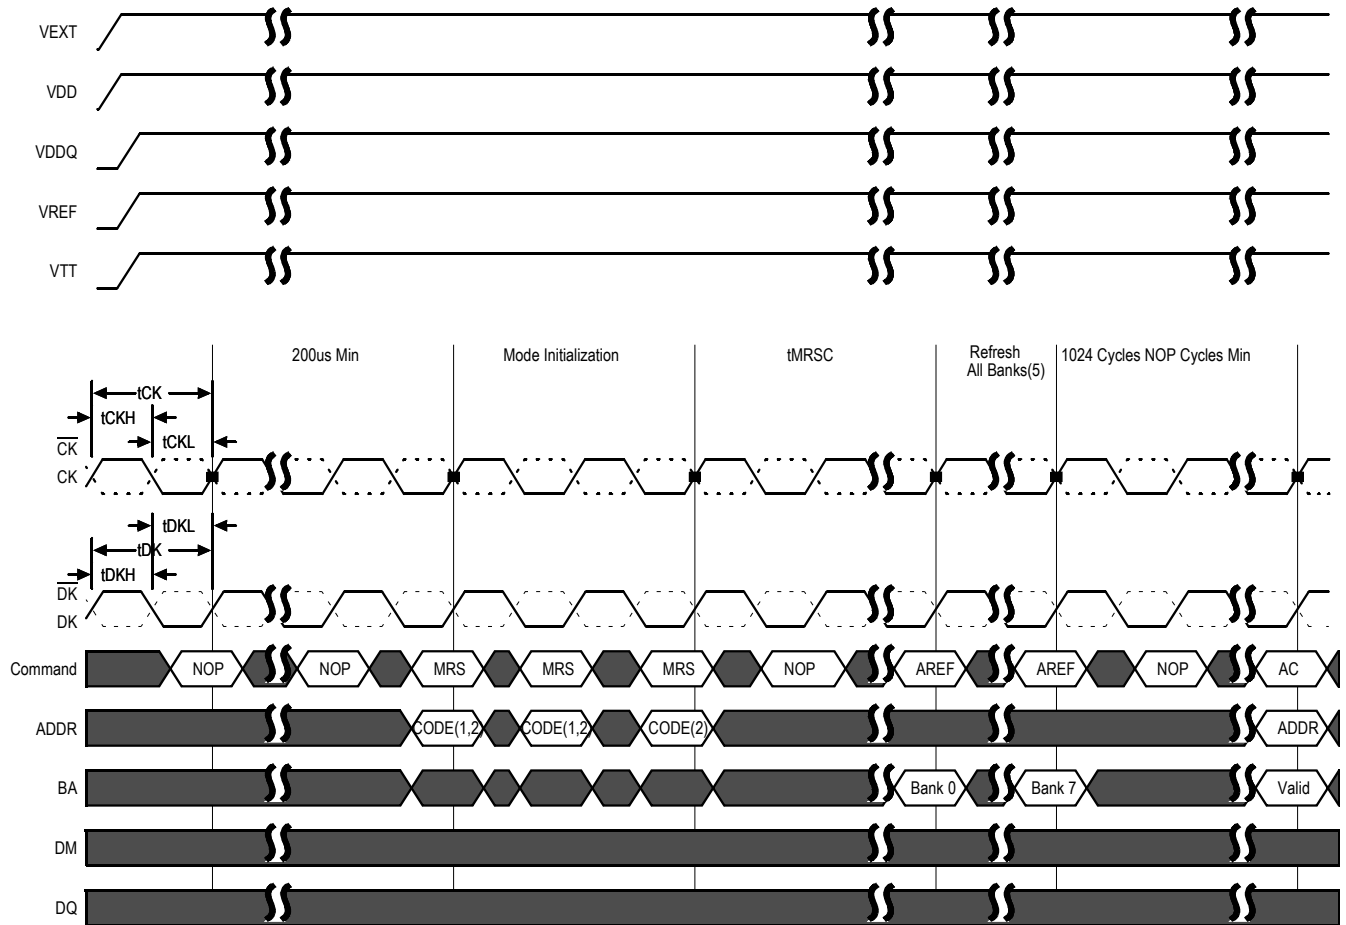 VEXT
VDD
VDDQ
VREF
VTT
200us Min
Mode Initialization
tMRSC
Refresh
All Banks(5)
1024 Cycles NOP Cycles Min
tCK
tCKH
tCKL
CK
CK
tDKL
tDK
tDKH
DK
DK
Command NOP NOP MRS MRS MRS NOP AREF AREF NOP AC
ADDR CODE(1,2) CODE(1,2) CODE(2) ADDR
BA Bank 0 Bank 7 Valid
DM
DQ